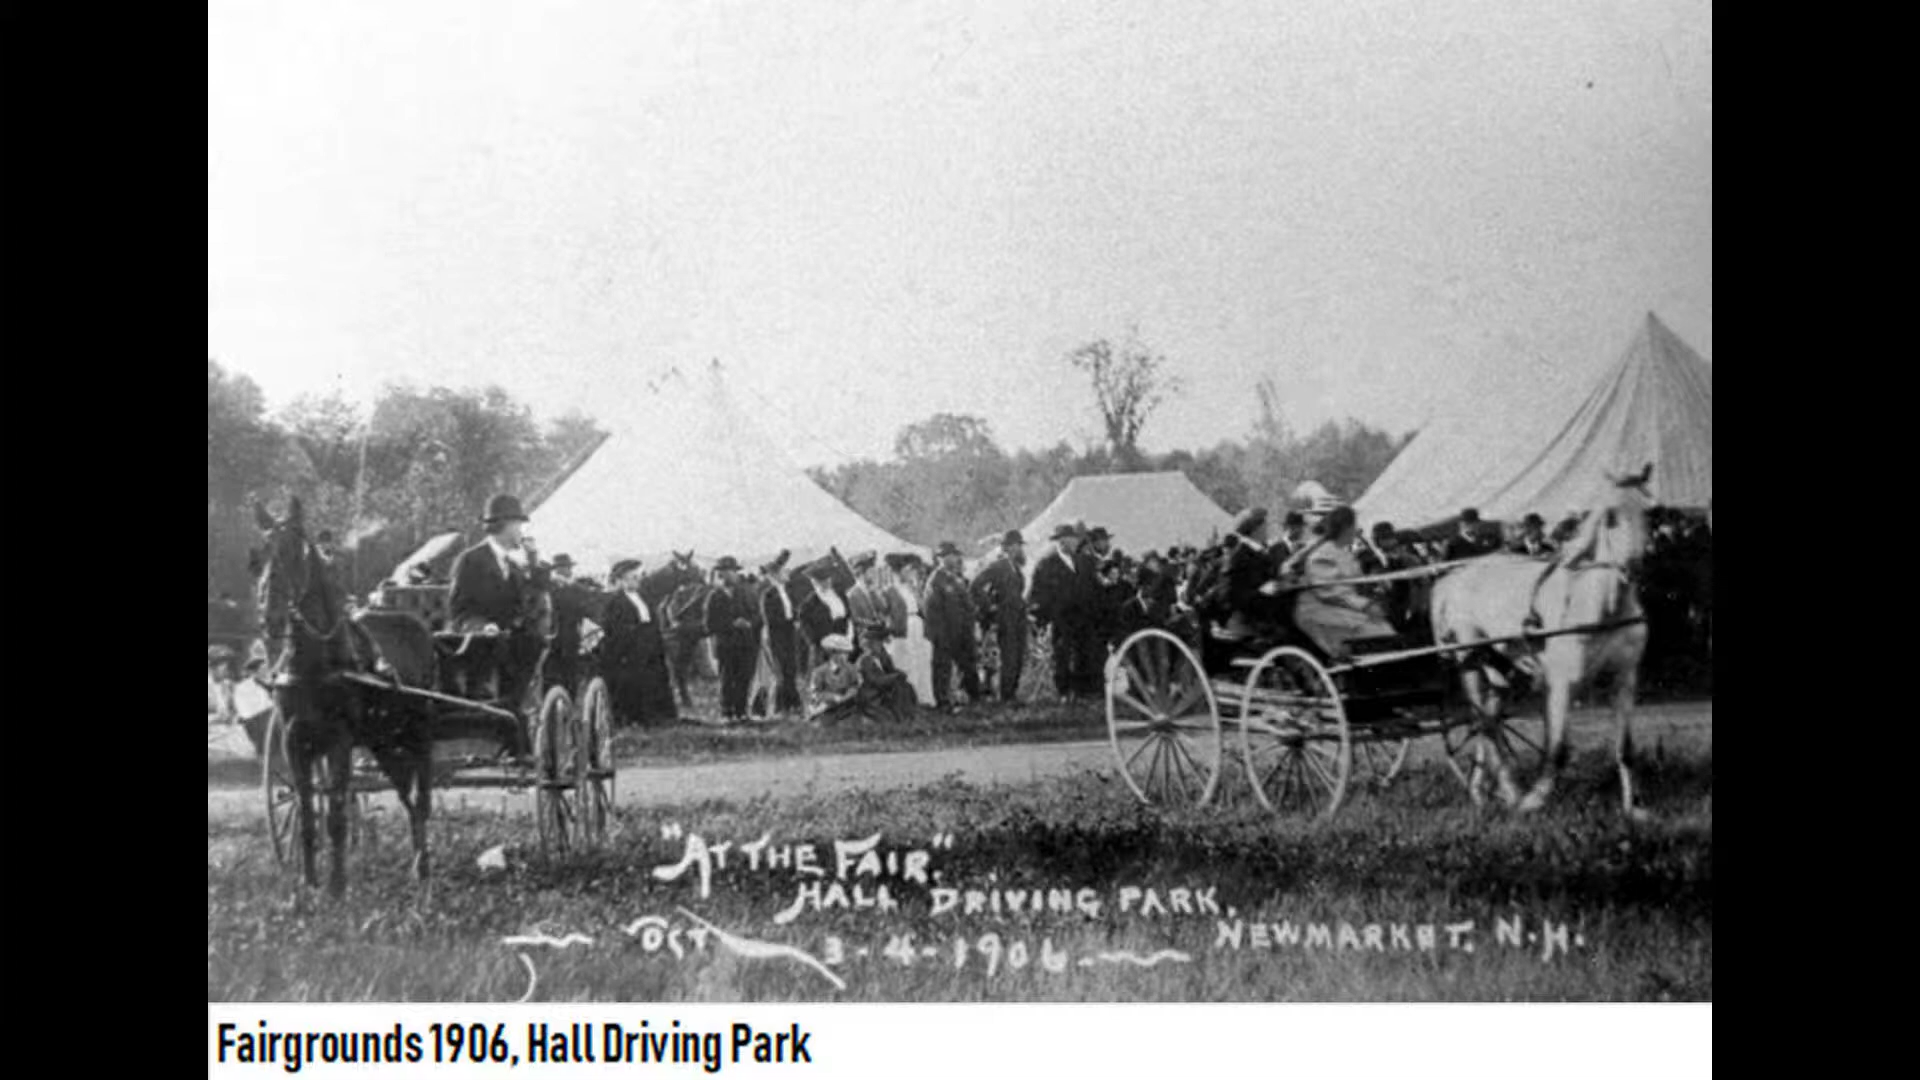 "At the Fair."
Hall Driving Park,
Newmarket, N.H.
Oct 3-4-1906
Fairgrounds 1906, Hall Driving Park